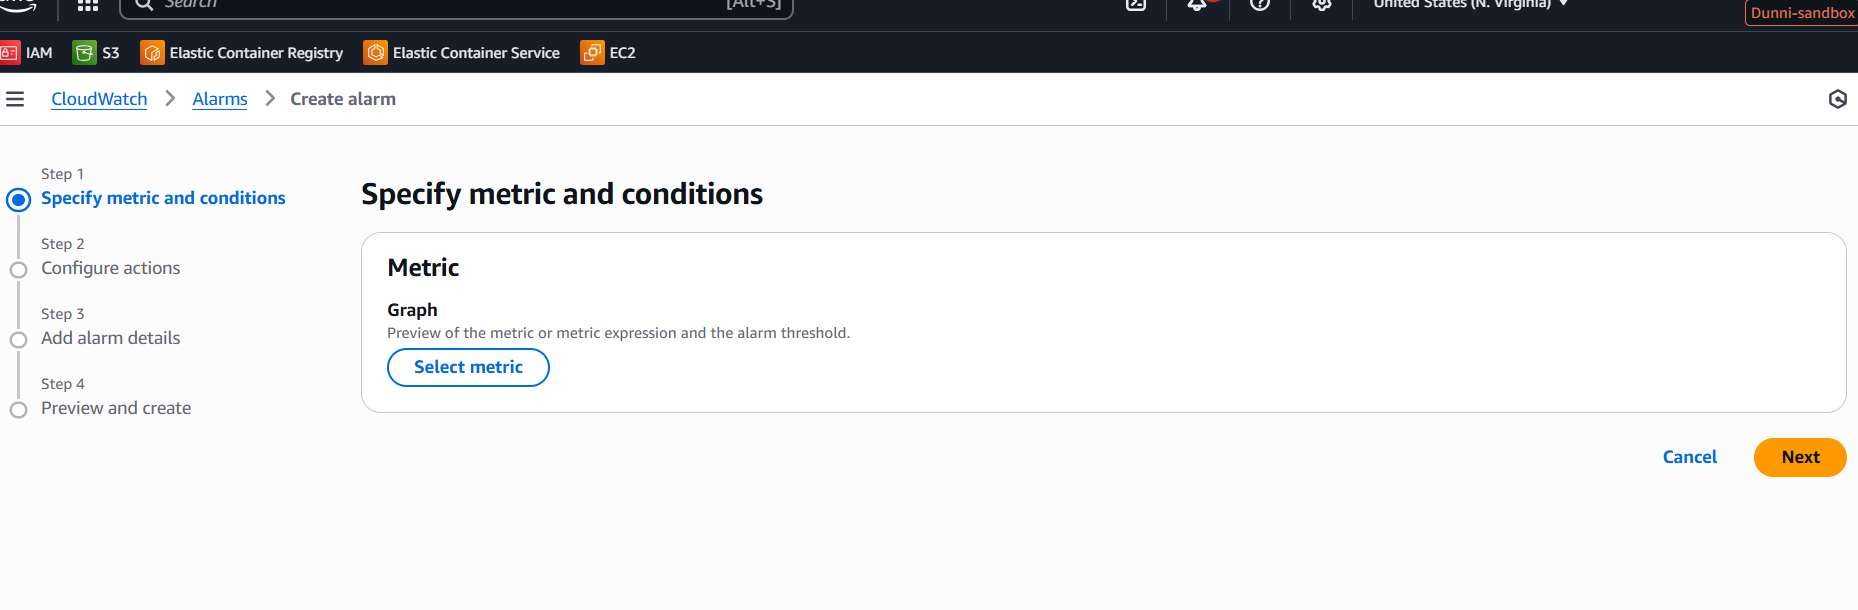 Search [Alt+S] United States (N. Virginia) Dunni-sandbox
IAM S3 Elastic Container Registry Elastic Container Service EC2
CloudWatch Alarms Create alarm
Step 1
Specify metric and conditions
Step 2
Configure actions
Step 3
Add alarm details
Step 4
Preview and create
Specify metric and conditions
Metric
Graph
Preview of the metric or metric expression and the alarm threshold.
Select metric
Cancel Next